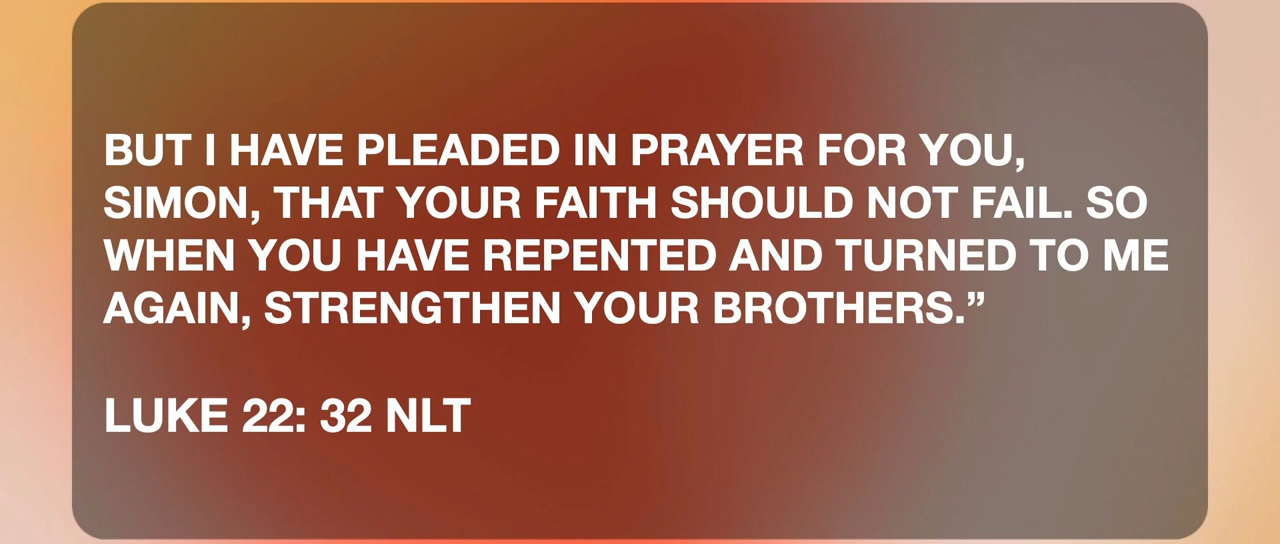 BUT I HAVE PLEADED IN PRAYER FOR YOU,
SIMON, THAT YOUR FAITH SHOULD NOT FAIL. SO
WHEN YOU HAVE REPENTED AND TURNED TO ME
AGAIN, STRENGTHEN YOUR BROTHERS.”
LUKE 22: 32 NLT